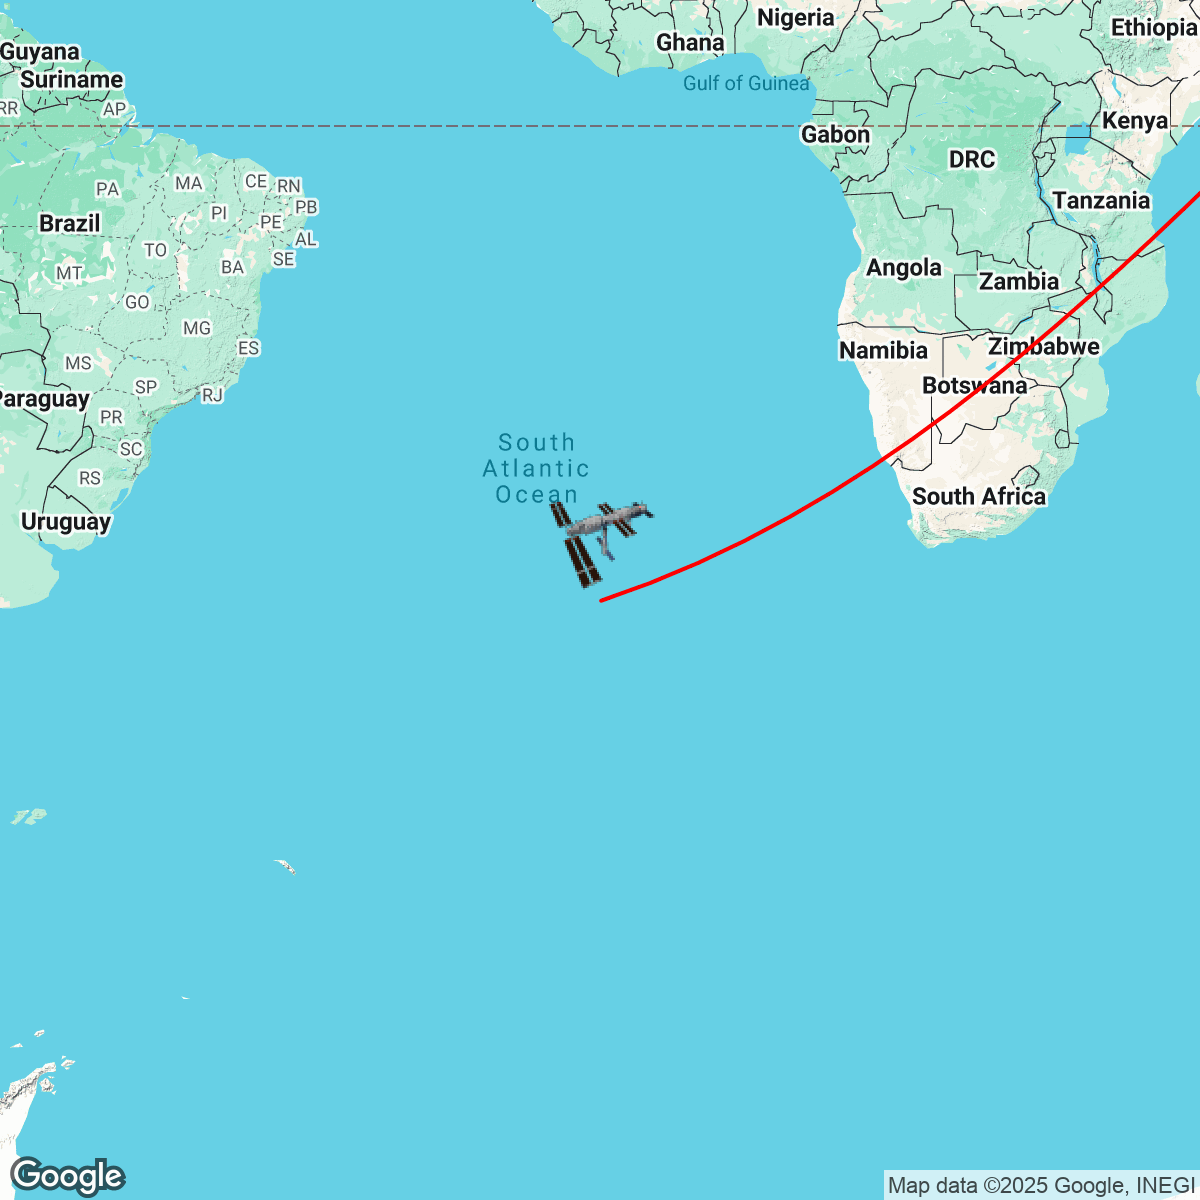 Nigeria
Ethiopia
Guyana
Ghana
Suriname
Gulf of Guinea
RR
AP
Gabon
Kenya
DRC
PA
MA
CE
RN
Tanzania
PB
PI
PE
Brazil
AL
TO
SE
BA
Angola
MT
Zambia
GO
MG
Zimbabwe
ES
Namibia
MS
Botswana
SP
RJ
Paraguay
PR
South
Atlantic
Ocean
SC
RS
South Africa
Uruguay
Google
Map data ©2025 Google, INEGI